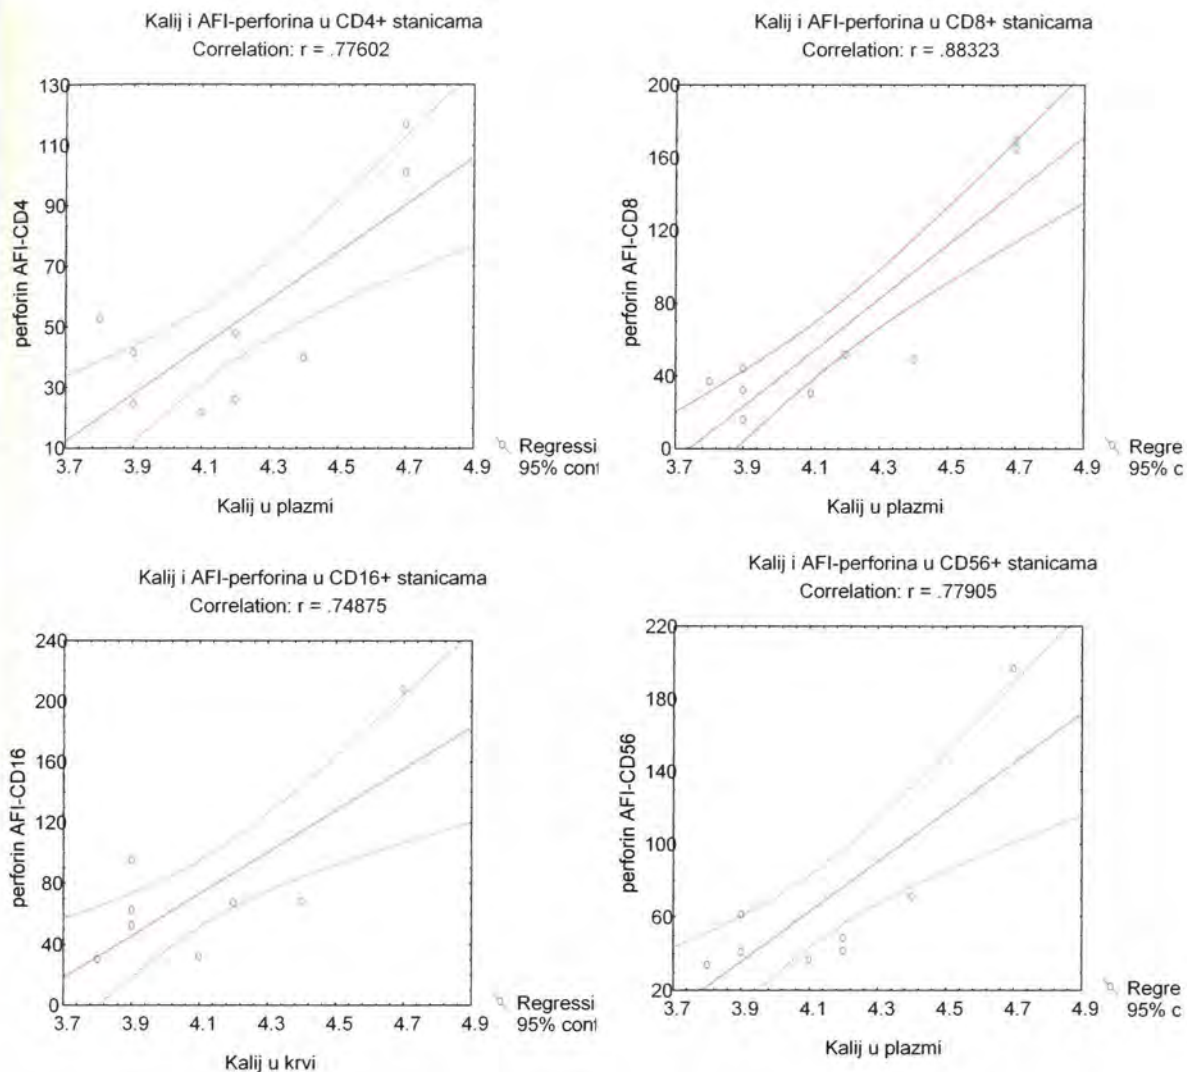 Kalij i AFI-perforina u CD4+ stanicama
Correlation: r = .77602
130
110
90
70
50
30
10
perforin AFI-CD4
3.7 3.9 4.1 4.3 4.5 4.7 4.9
Kalij u plazmi
Regressi
95% conf
Kalij i AFI-perforina u CD8+ stanicama
Correlation: r = .88323
200
160
120
80
40
0
perforin AFI-CD8
3.7 3.9 4.1 4.3 4.5 4.7 4.9
Kalij u plazmi
Regre
95% c
Kalij i AFI-perforina u CD16+ stanicama
Correlation: r = .74875
240
200
160
120
80
40
0
perforin AFI-CD16
3.7 3.9 4.1 4.3 4.5 4.7 4.9
Kalij u krvi
Regressi
95% conf
Kalij i AFI-perforina u CD56+ stanicama
Correlation: r = .77905
220
180
140
100
60
20
perforin AFI-CD56
3.7 3.9 4.1 4.3 4.5 4.7 4.9
Kalij u plazmi
Regre
95% c